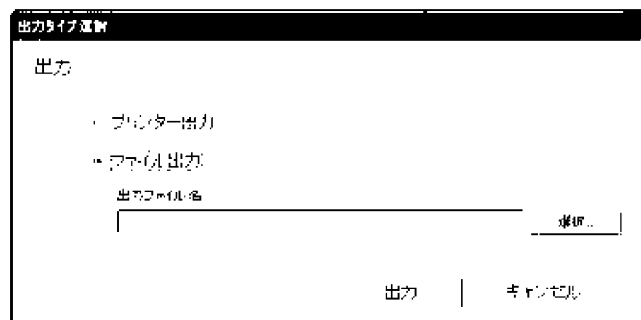 出力タイプ選択
出力
プリンター出力
ファイル出力
出力ファイル名
選択...
出力
キャンセル